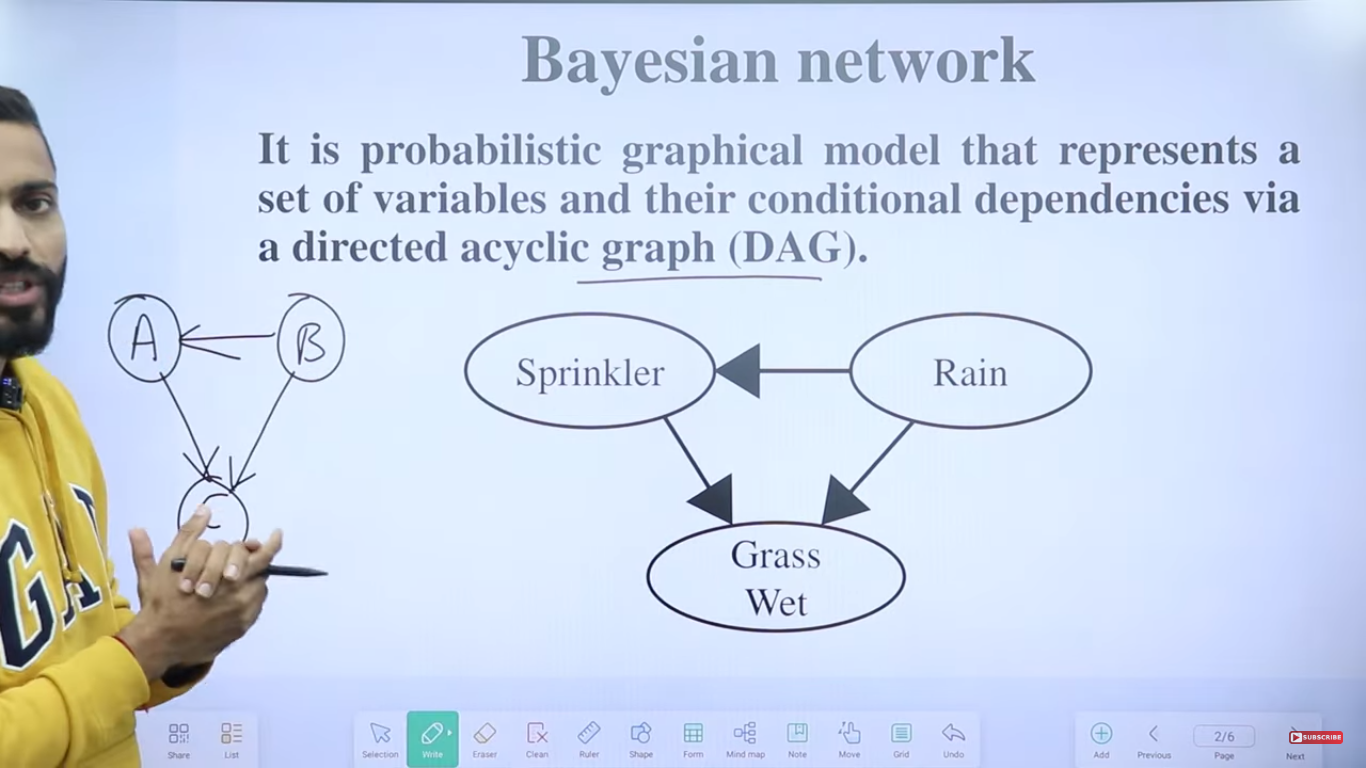 Bayesian network
It is probabilistic graphical model that represents a
set of variables and their conditional dependencies via
a directed acyclic graph (DAG).
A
B
C
Sprinkler
Rain
Grass
Wet
G
Share
List
Selection
Write
Eraser
Clean
Ruler
Shape
Form
Mind map
Note
Move
Grid
Undo
Add
Previous
2/6
Page
SUBSCRIBE
Next